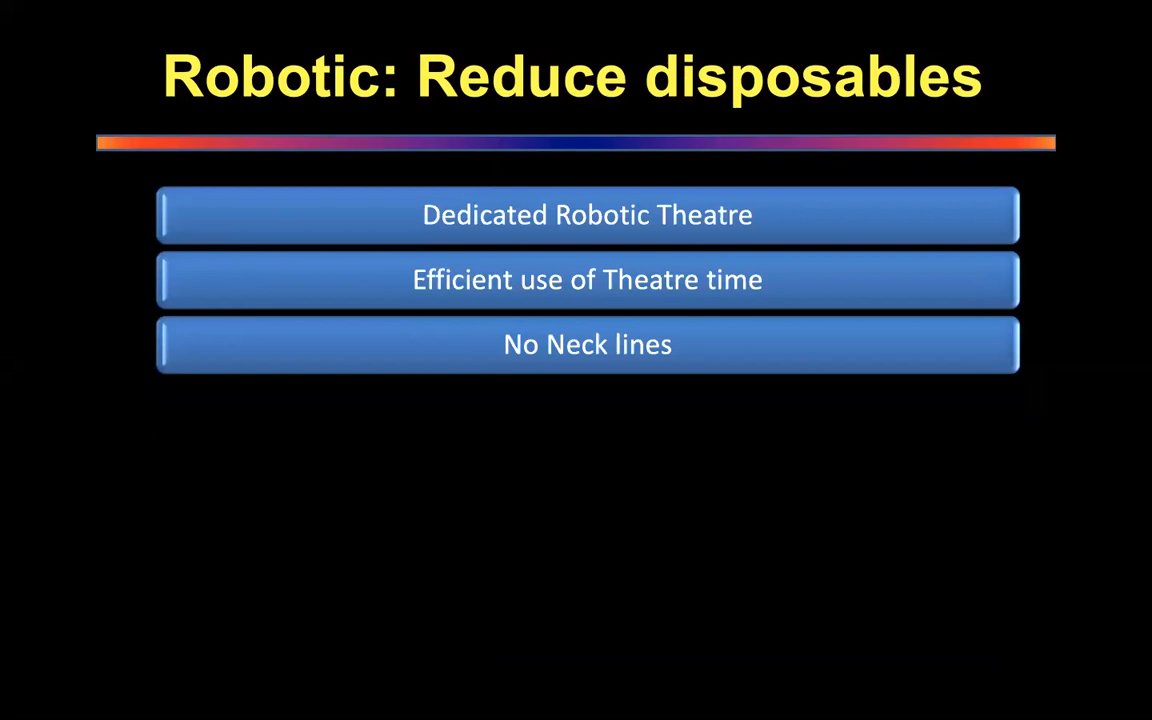 Robotic: Reduce disposables
Dedicated Robotic Theatre
Efficient use of Theatre time
No Neck lines